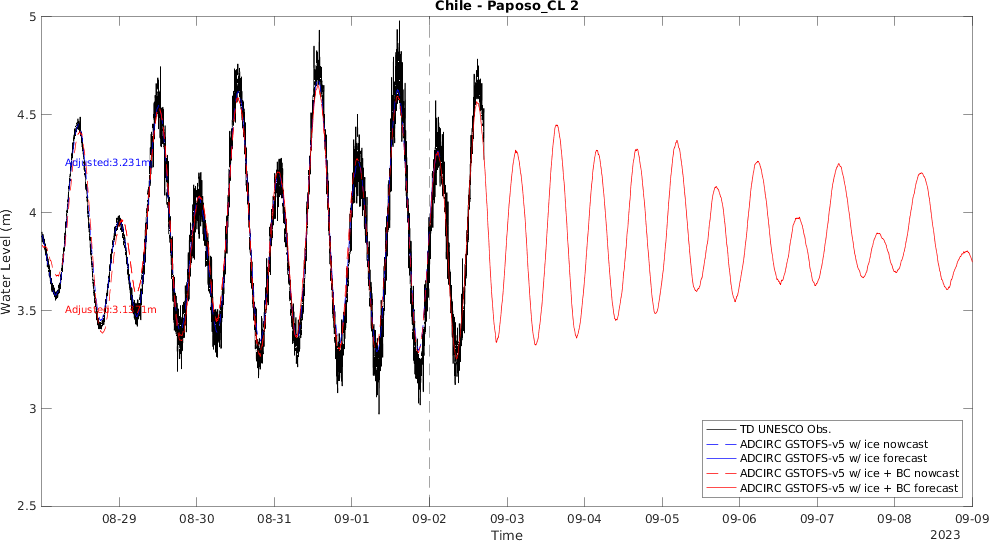 Chile - Paposo_CL 2
5
4.5
4
3.5
3
2.5
Water Level (m)
Adjusted:3.231m
Adjusted:3.1371m
TD UNESCO Obs.
ADCIRC GSTOFS-v5 w/ ice nowcast
ADCIRC GSTOFS-v5 w/ ice forecast
ADCIRC GSTOFS-v5 w/ ice + BC nowcast
ADCIRC GSTOFS-v5 w/ ice + BC forecast
08-29 08-30 08-31 09-01 09-02 09-03 09-04 09-05 09-06 09-07 09-08 09-09
Time
2023